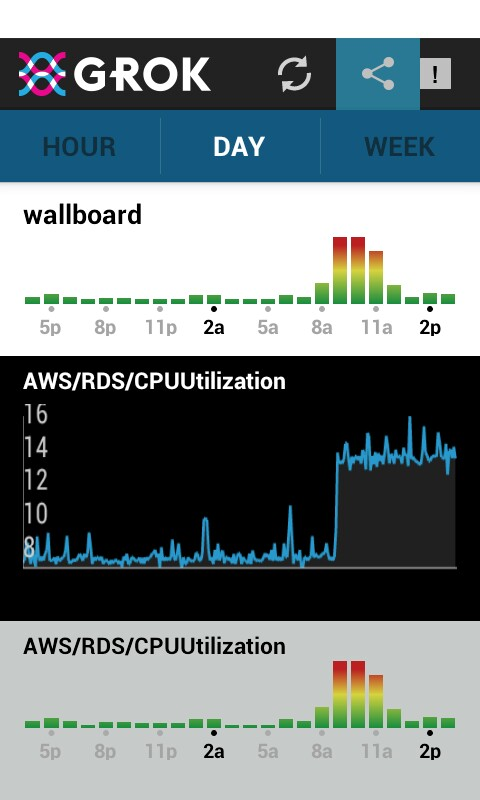 GROK !
HOUR DAY WEEK
wallboard
5p 8p 11p 2a 5a 8a 11a 2p
AWS/RDS/CPUUtilization
16
14
12
10
8
AWS/RDS/CPUUtilization
5p 8p 11p 2a 5a 8a 11a 2p